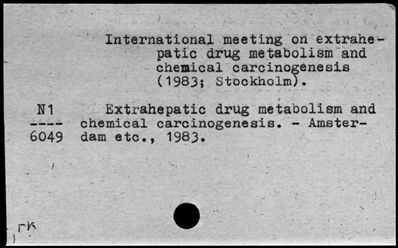 International meeting on extrahe-
patic drug metabolism and
chemical carcinogenesis
(1983; Stockholm).
N1 Extrahepatic drug metabolism and
---- chemical carcinogenesis. - Amster-
6049 dam etc., 1983.
гк